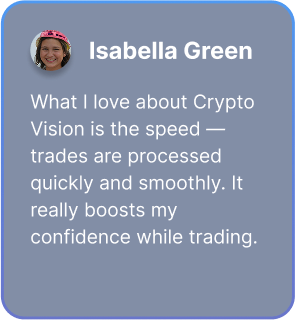 Isabella Green
What I love about Crypto
Vision is the speed —
trades are processed
quickly and smoothly. It
really boosts my
confidence while trading.